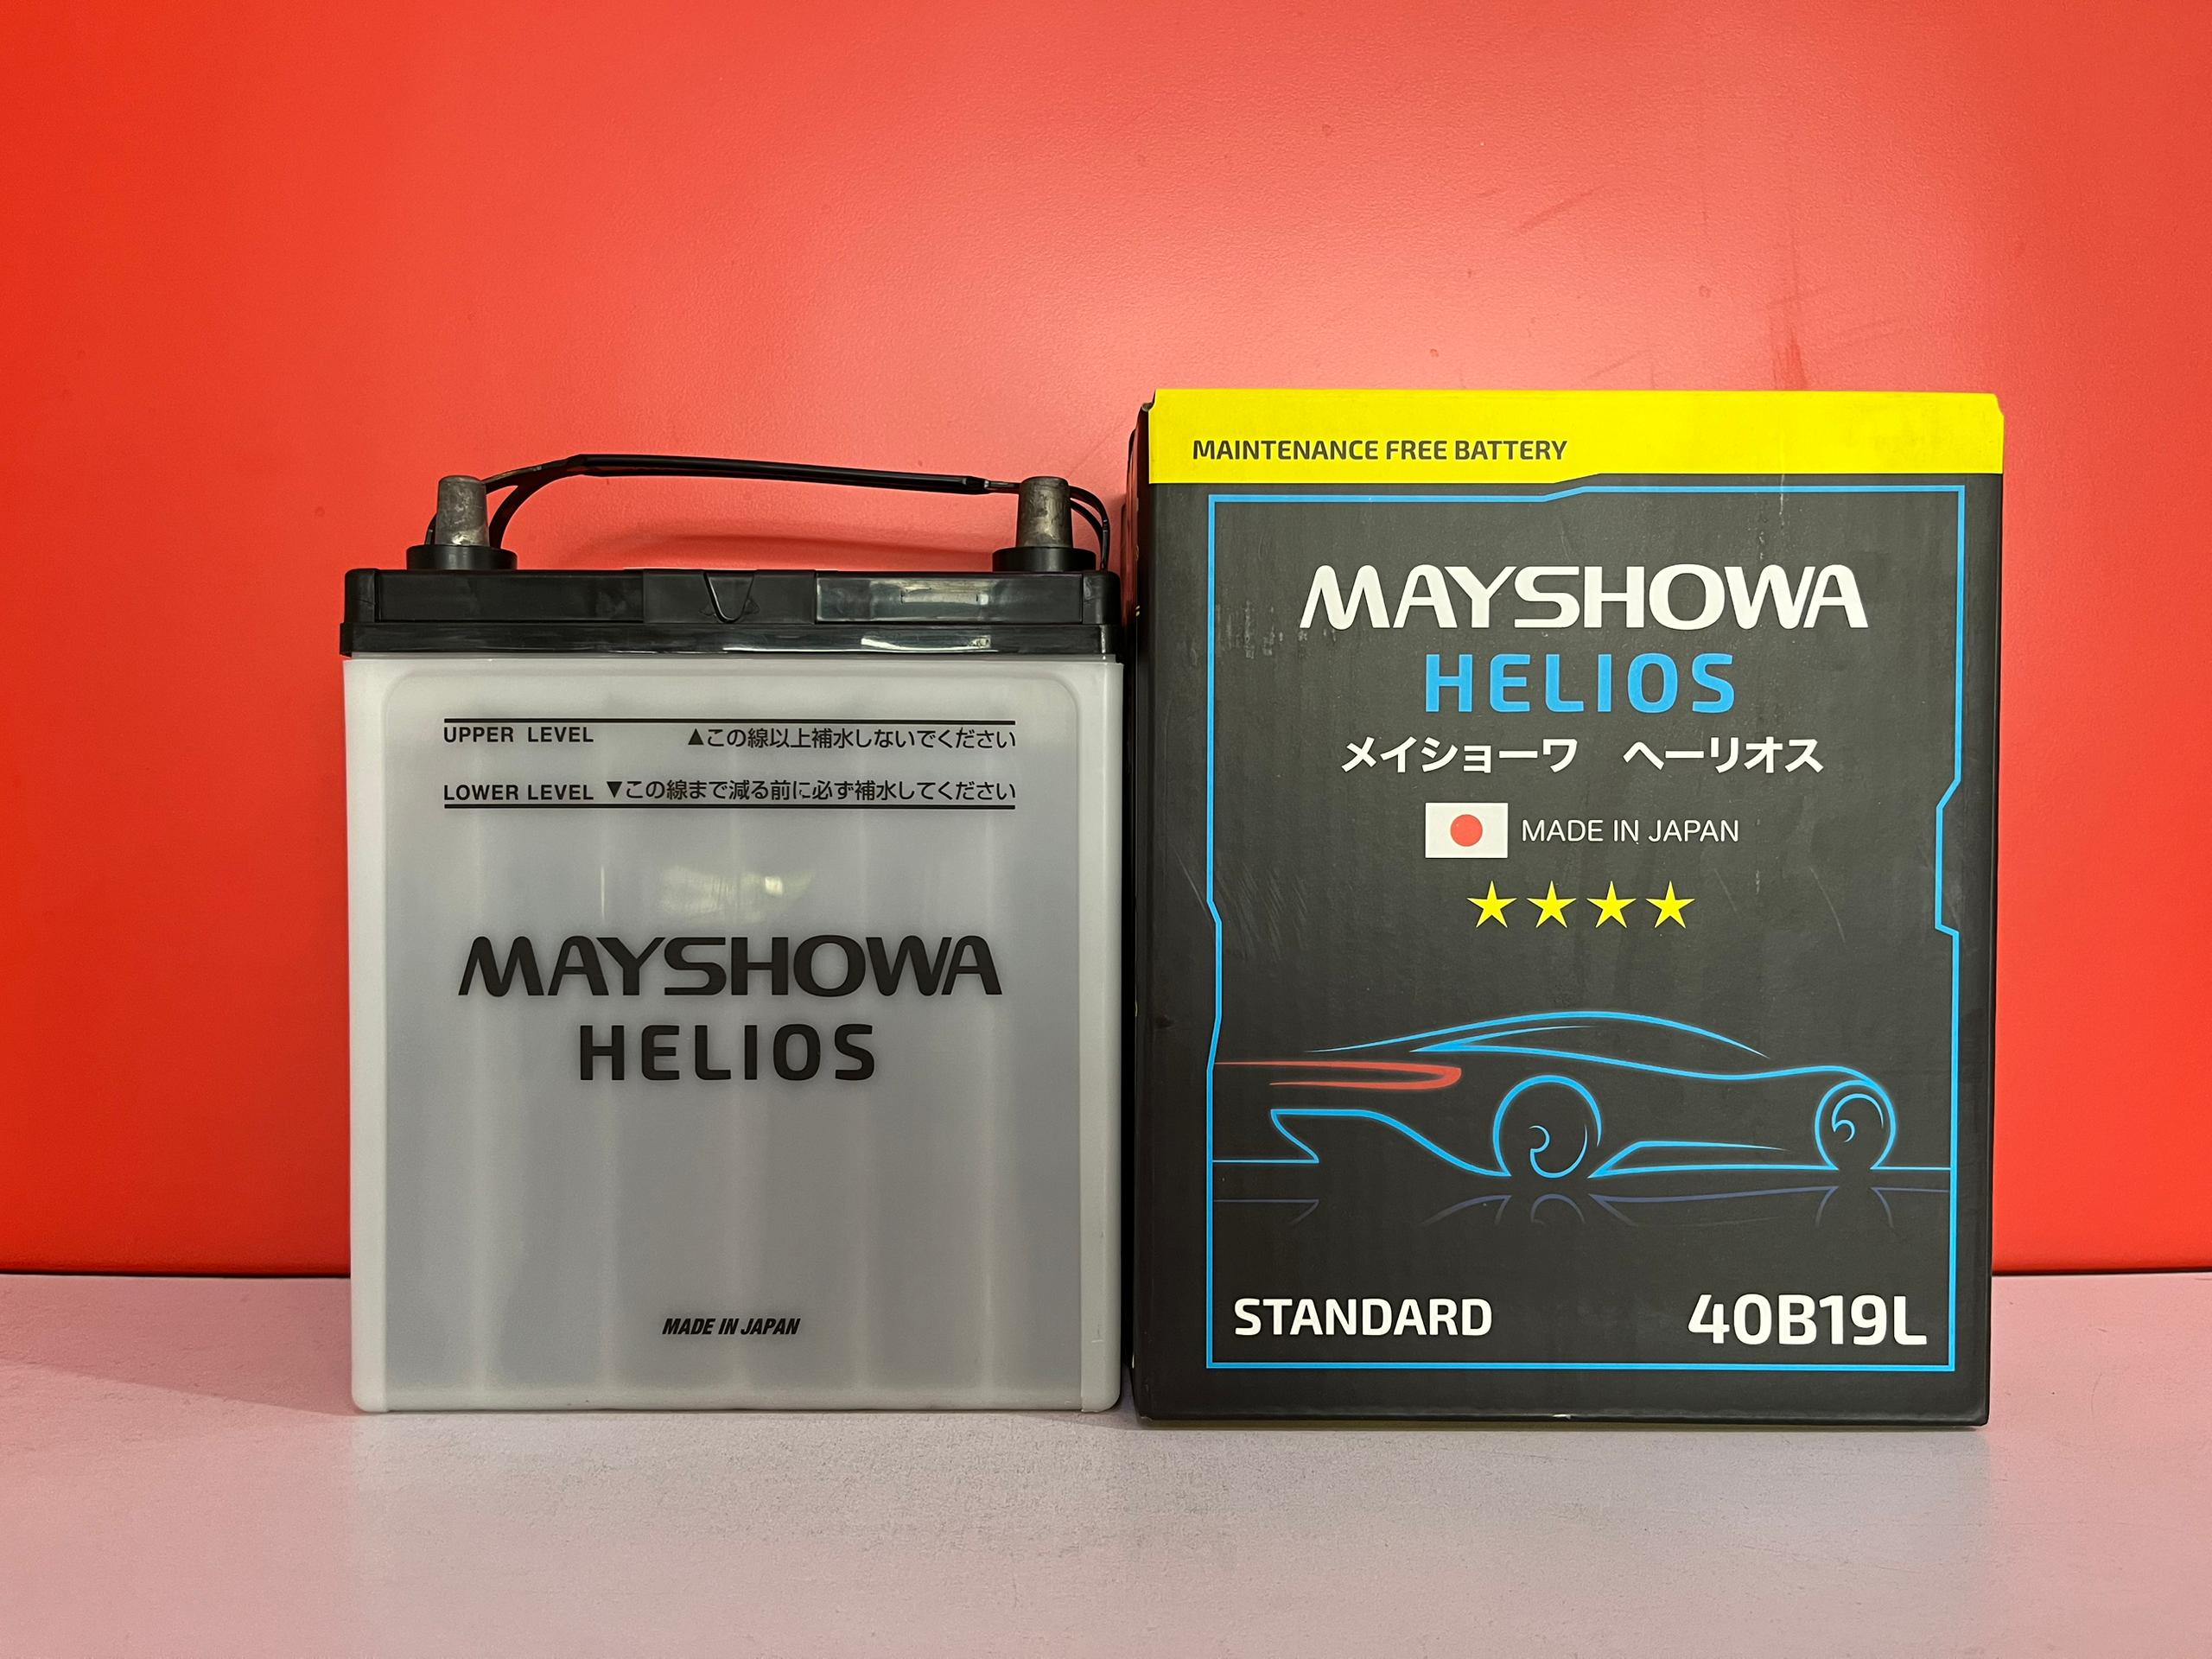 UPPER LEVEL ▲この線以上補水しないでください
LOWER LEVEL ▼この線まで減る前に必ず補水してください
MAYSHOWA
HELIOS
MADE IN JAPAN
MAINTENANCE FREE BATTERY
MAYSHOWA
HELIOS
メイショーワ ヘーリオス
MADE IN JAPAN
STANDARD 40B19L